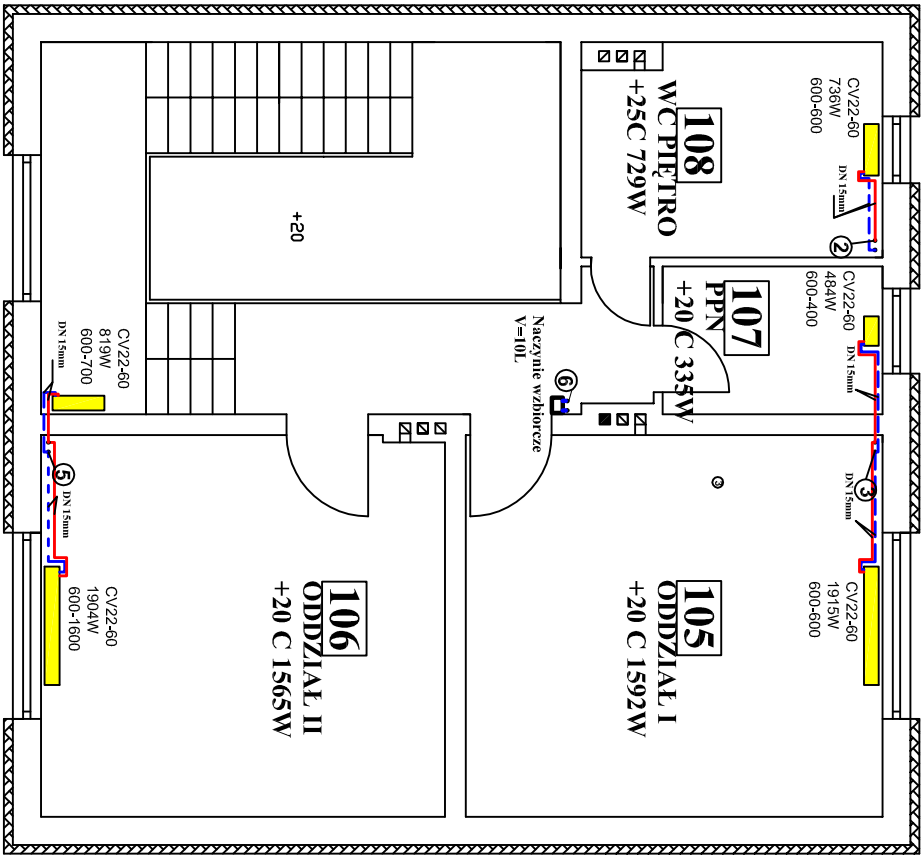 CV22-60
736W
600-600
DN 15mm
2
108
WC PIĘTRO
+25C 729W
CV22-60
484W
600-400
DN 15mm
107
PPN
+20 C 335W
+20
Naczynie wzbiorcze
V=10L
6
CV22-60
819W
600-700
DN 15mm
5
DN 15mm
3
DN 15mm
3
CV22-60
1915W
600-600
105
ODDZIAŁ I
+20 C 1592W
106
ODDZIAŁ II
+20 C 1565W
CV22-60
1904W
600-1600